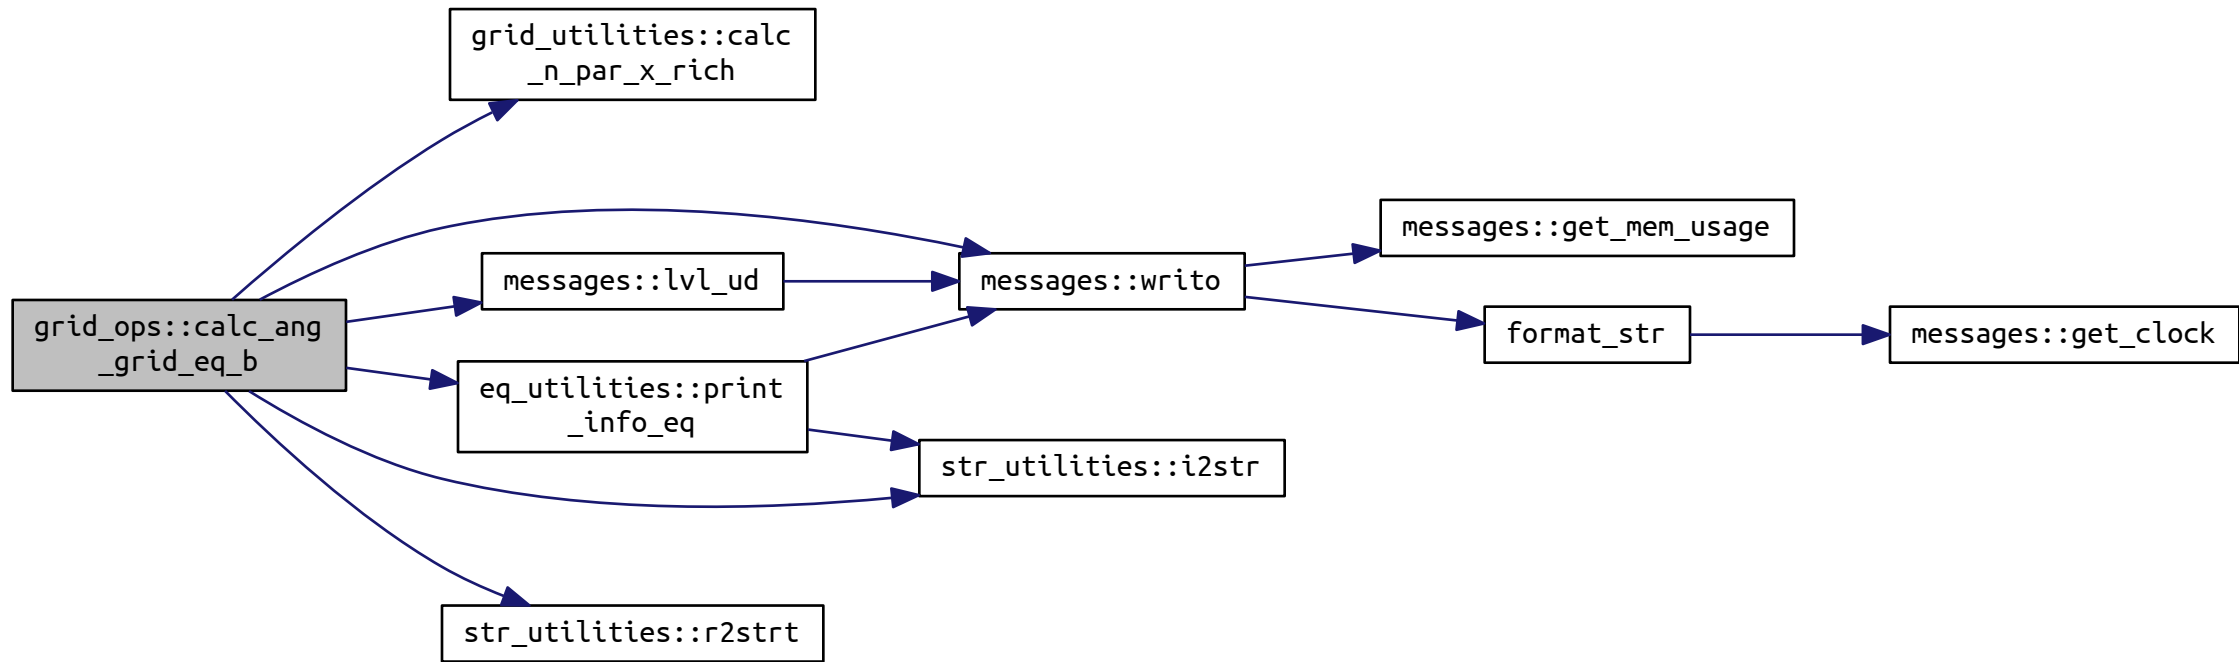 grid_utilities::calc
_n_par_x_rich
messages::get_mem_usage
messages::lvl_ud
messages::writo
grid_ops::calc_ang
_grid_eq_b
format_str
messages::get_clock
eq_utilities::print
_info_eq
str_utilities::i2str
str_utilities::r2strt